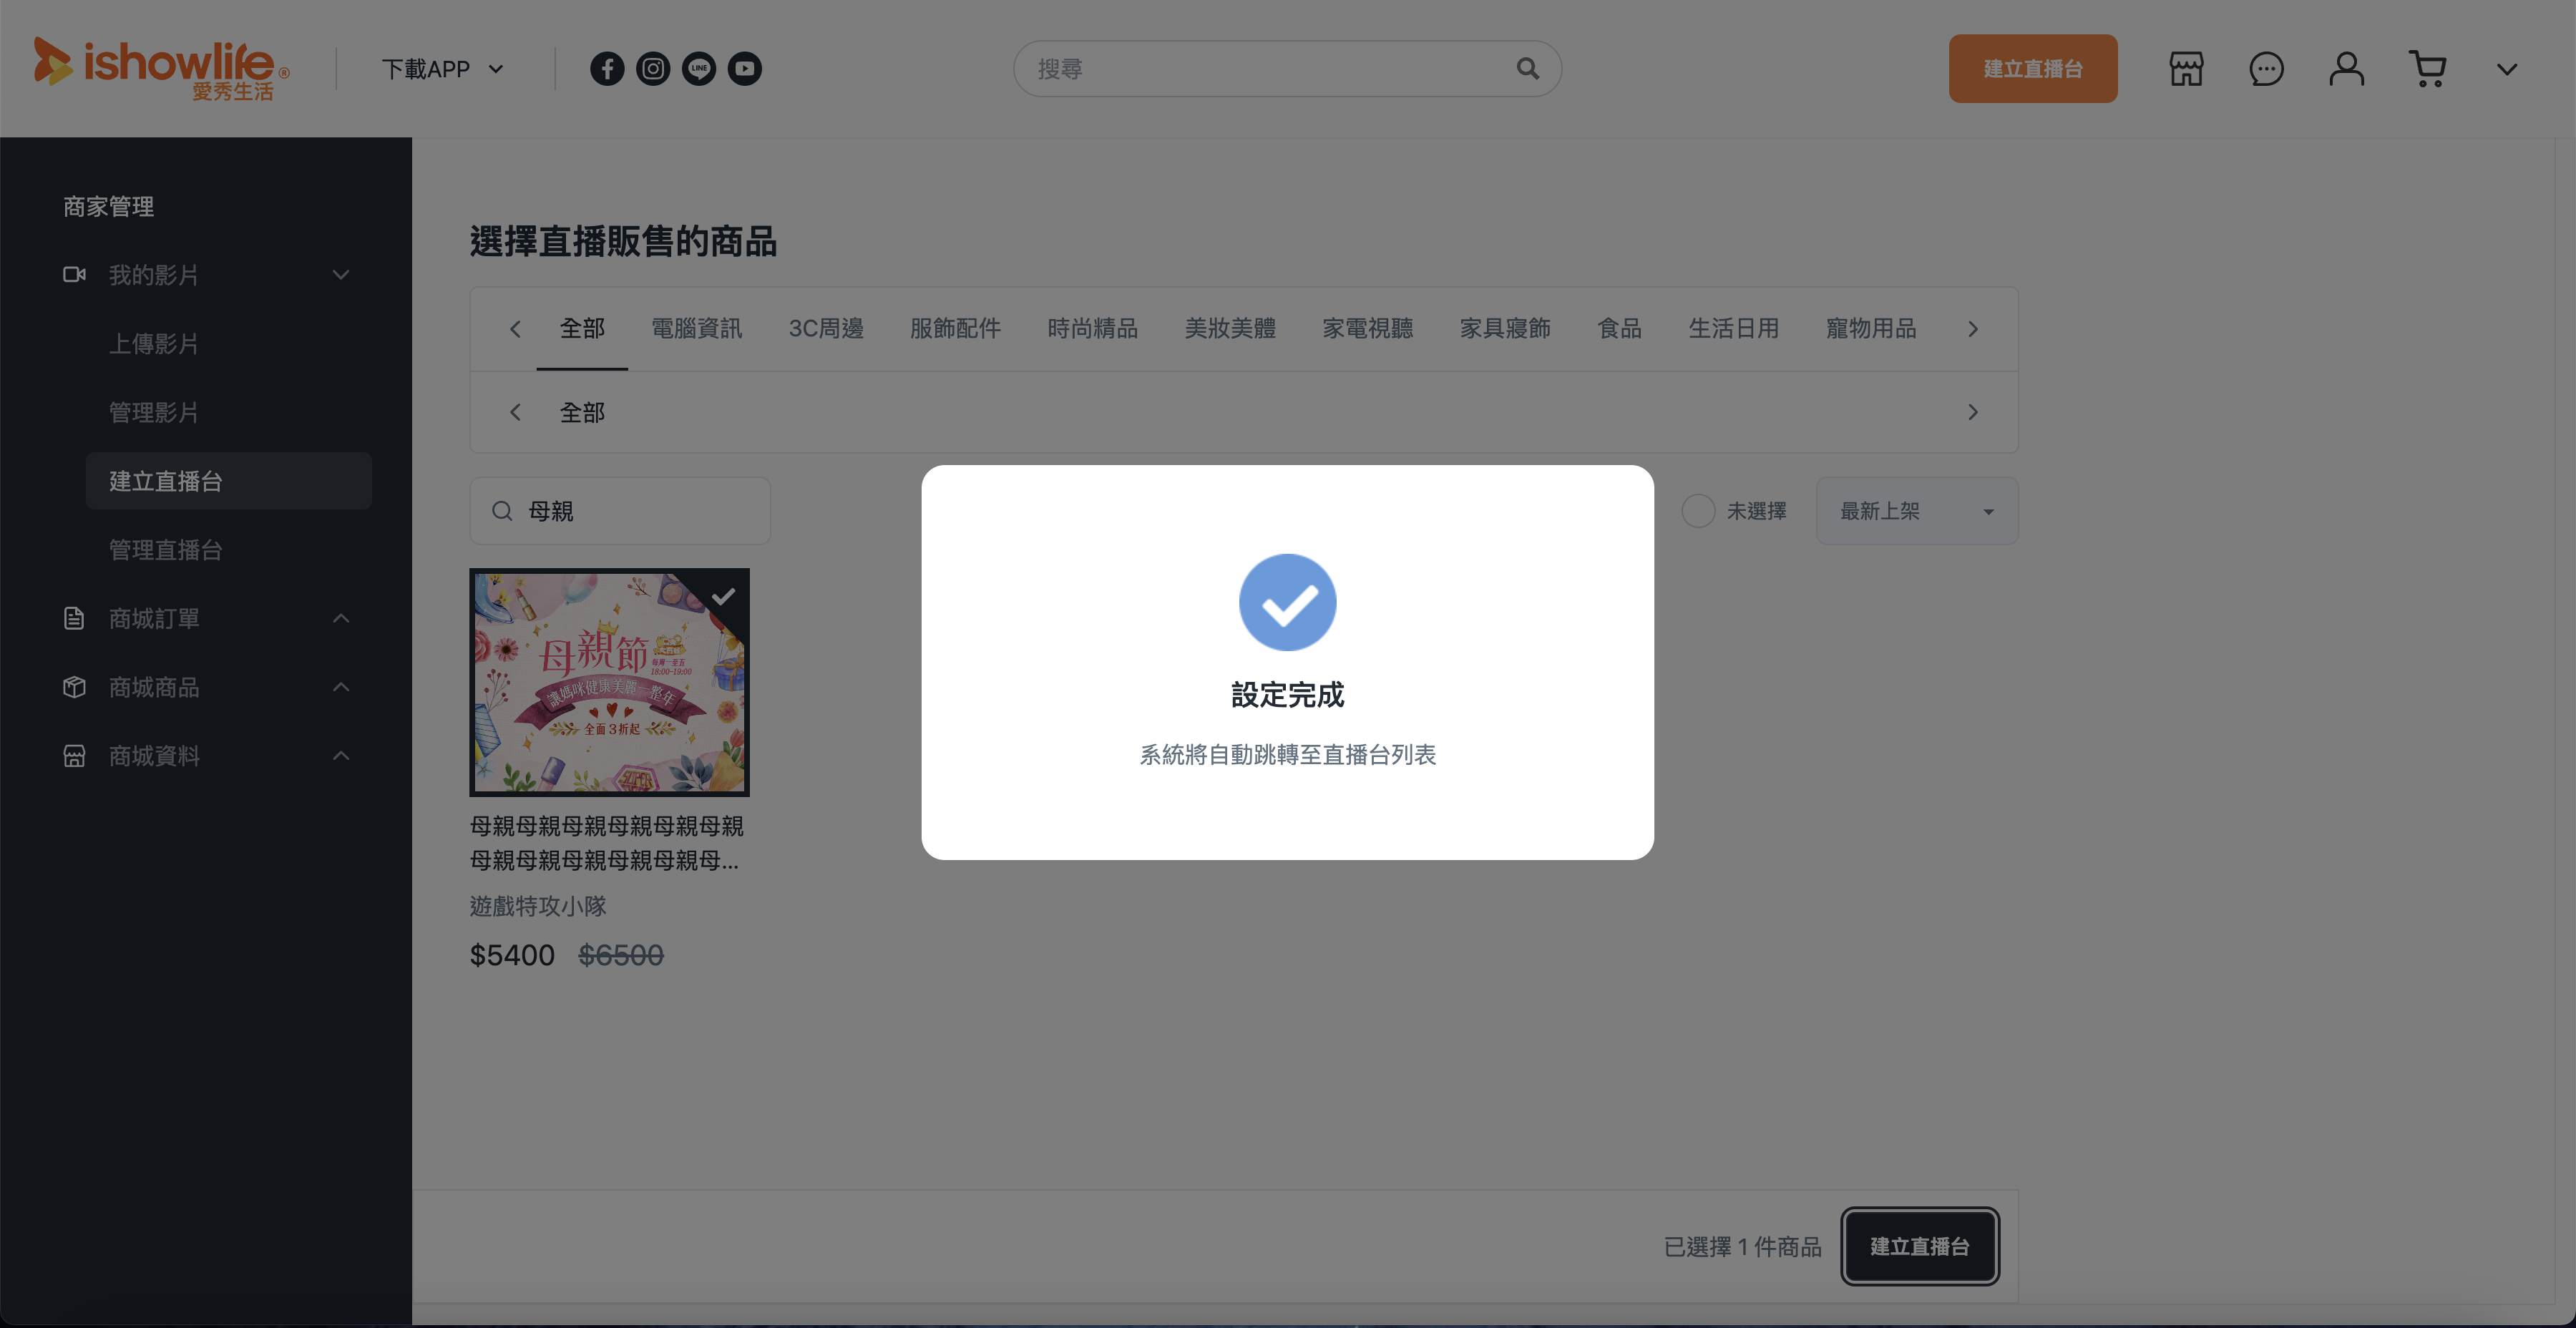 ishowlife®
愛秀生活
下載APP
LINE
搜尋
建立直播台
商家管理
我的影片
上傳影片
管理影片
建立直播台
管理直播台
商城訂單
商城商品
商城資料
選擇直播販售的商品
全部 電腦資訊 3C周邊 服飾配件 時尚精品 美妝美體 家電視聽 家具寢飾 食品 生活日用 寵物用品
全部
母親
未選擇
最新上架
母親節
每週一至五
18:00-19:00
讓媽咪健康美麗一整年
全面3折起
母親母親母親母親母親母親
母親母親母親母親母親母...
遊戲特攻小隊
$5400 $6500
設定完成
系統將自動跳轉至直播台列表
已選擇 1 件商品
建立直播台